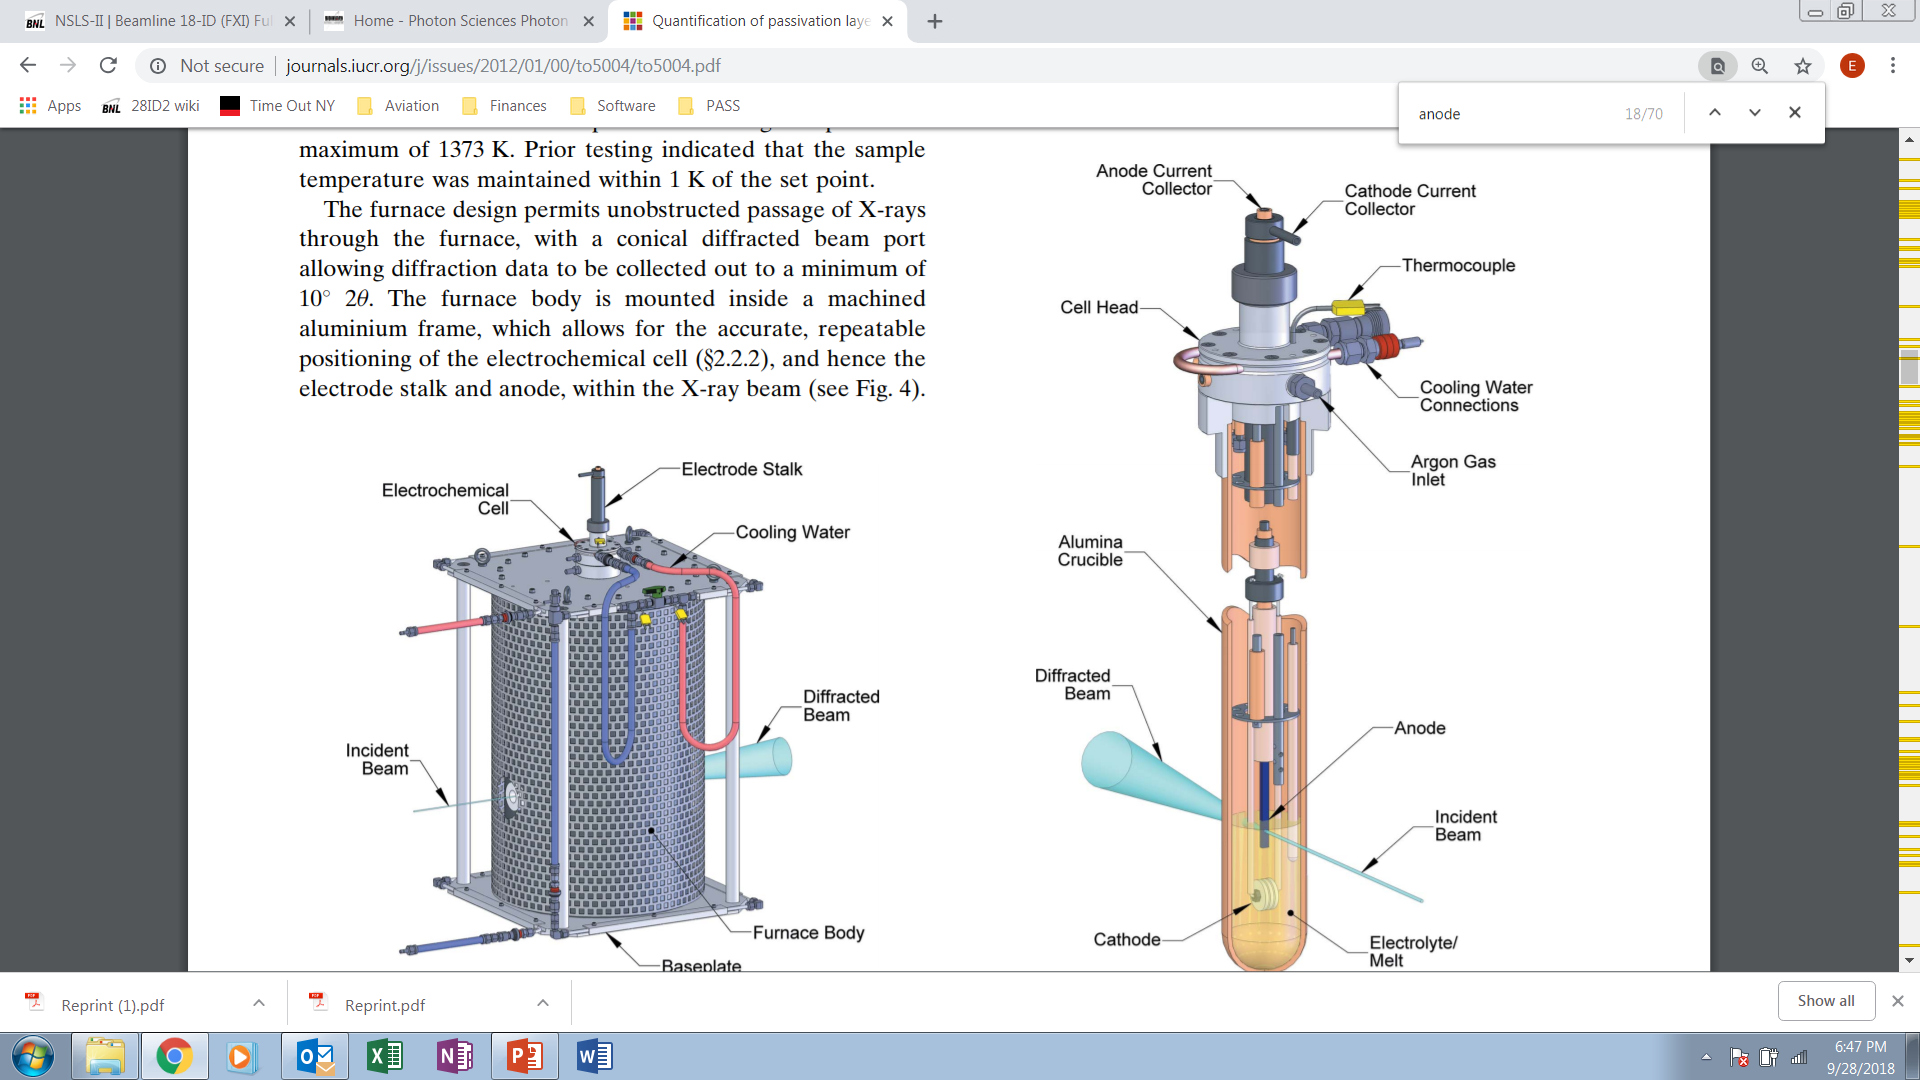 NSLS-II | Beamline 18-ID (FXI) Fu
Home - Photon Sciences Photon
Quantification of passivation laye
Not secure
journals.iucr.org/j/issues/2012/01/00/to5004/to5004.pdf
E
Apps
BNL 28ID2 wiki
Time Out NY
Aviation
Finances
Software
PASS
anode
18/70
maximum of 1373 K. Prior testing indicated that the sample
temperature was maintained within 1 K of the set point.
The furnace design permits unobstructed passage of X-rays
through the furnace, with a conical diffracted beam port
allowing diffraction data to be collected out to a minimum of
10° 2θ. The furnace body is mounted inside a machined
aluminium frame, which allows for the accurate, repeatable
positioning of the electrochemical cell (§2.2.2), and hence the
electrode stalk and anode, within the X-ray beam (see Fig. 4).
Electrode Stalk
Electrochemical
Cell
Cooling Water
Diffracted
Beam
Incident
Beam
Furnace Body
Baseplate
Anode Current
Collector
Cathode Current
Collector
Thermocouple
Cell Head
Cooling Water
Connections
Argon Gas
Inlet
Alumina
Crucible
Diffracted
Beam
Anode
Incident
Beam
Cathode
Electrolyte/
Melt
Reprint (1).pdf
Reprint.pdf
Show all
6:47 PM
9/28/2018